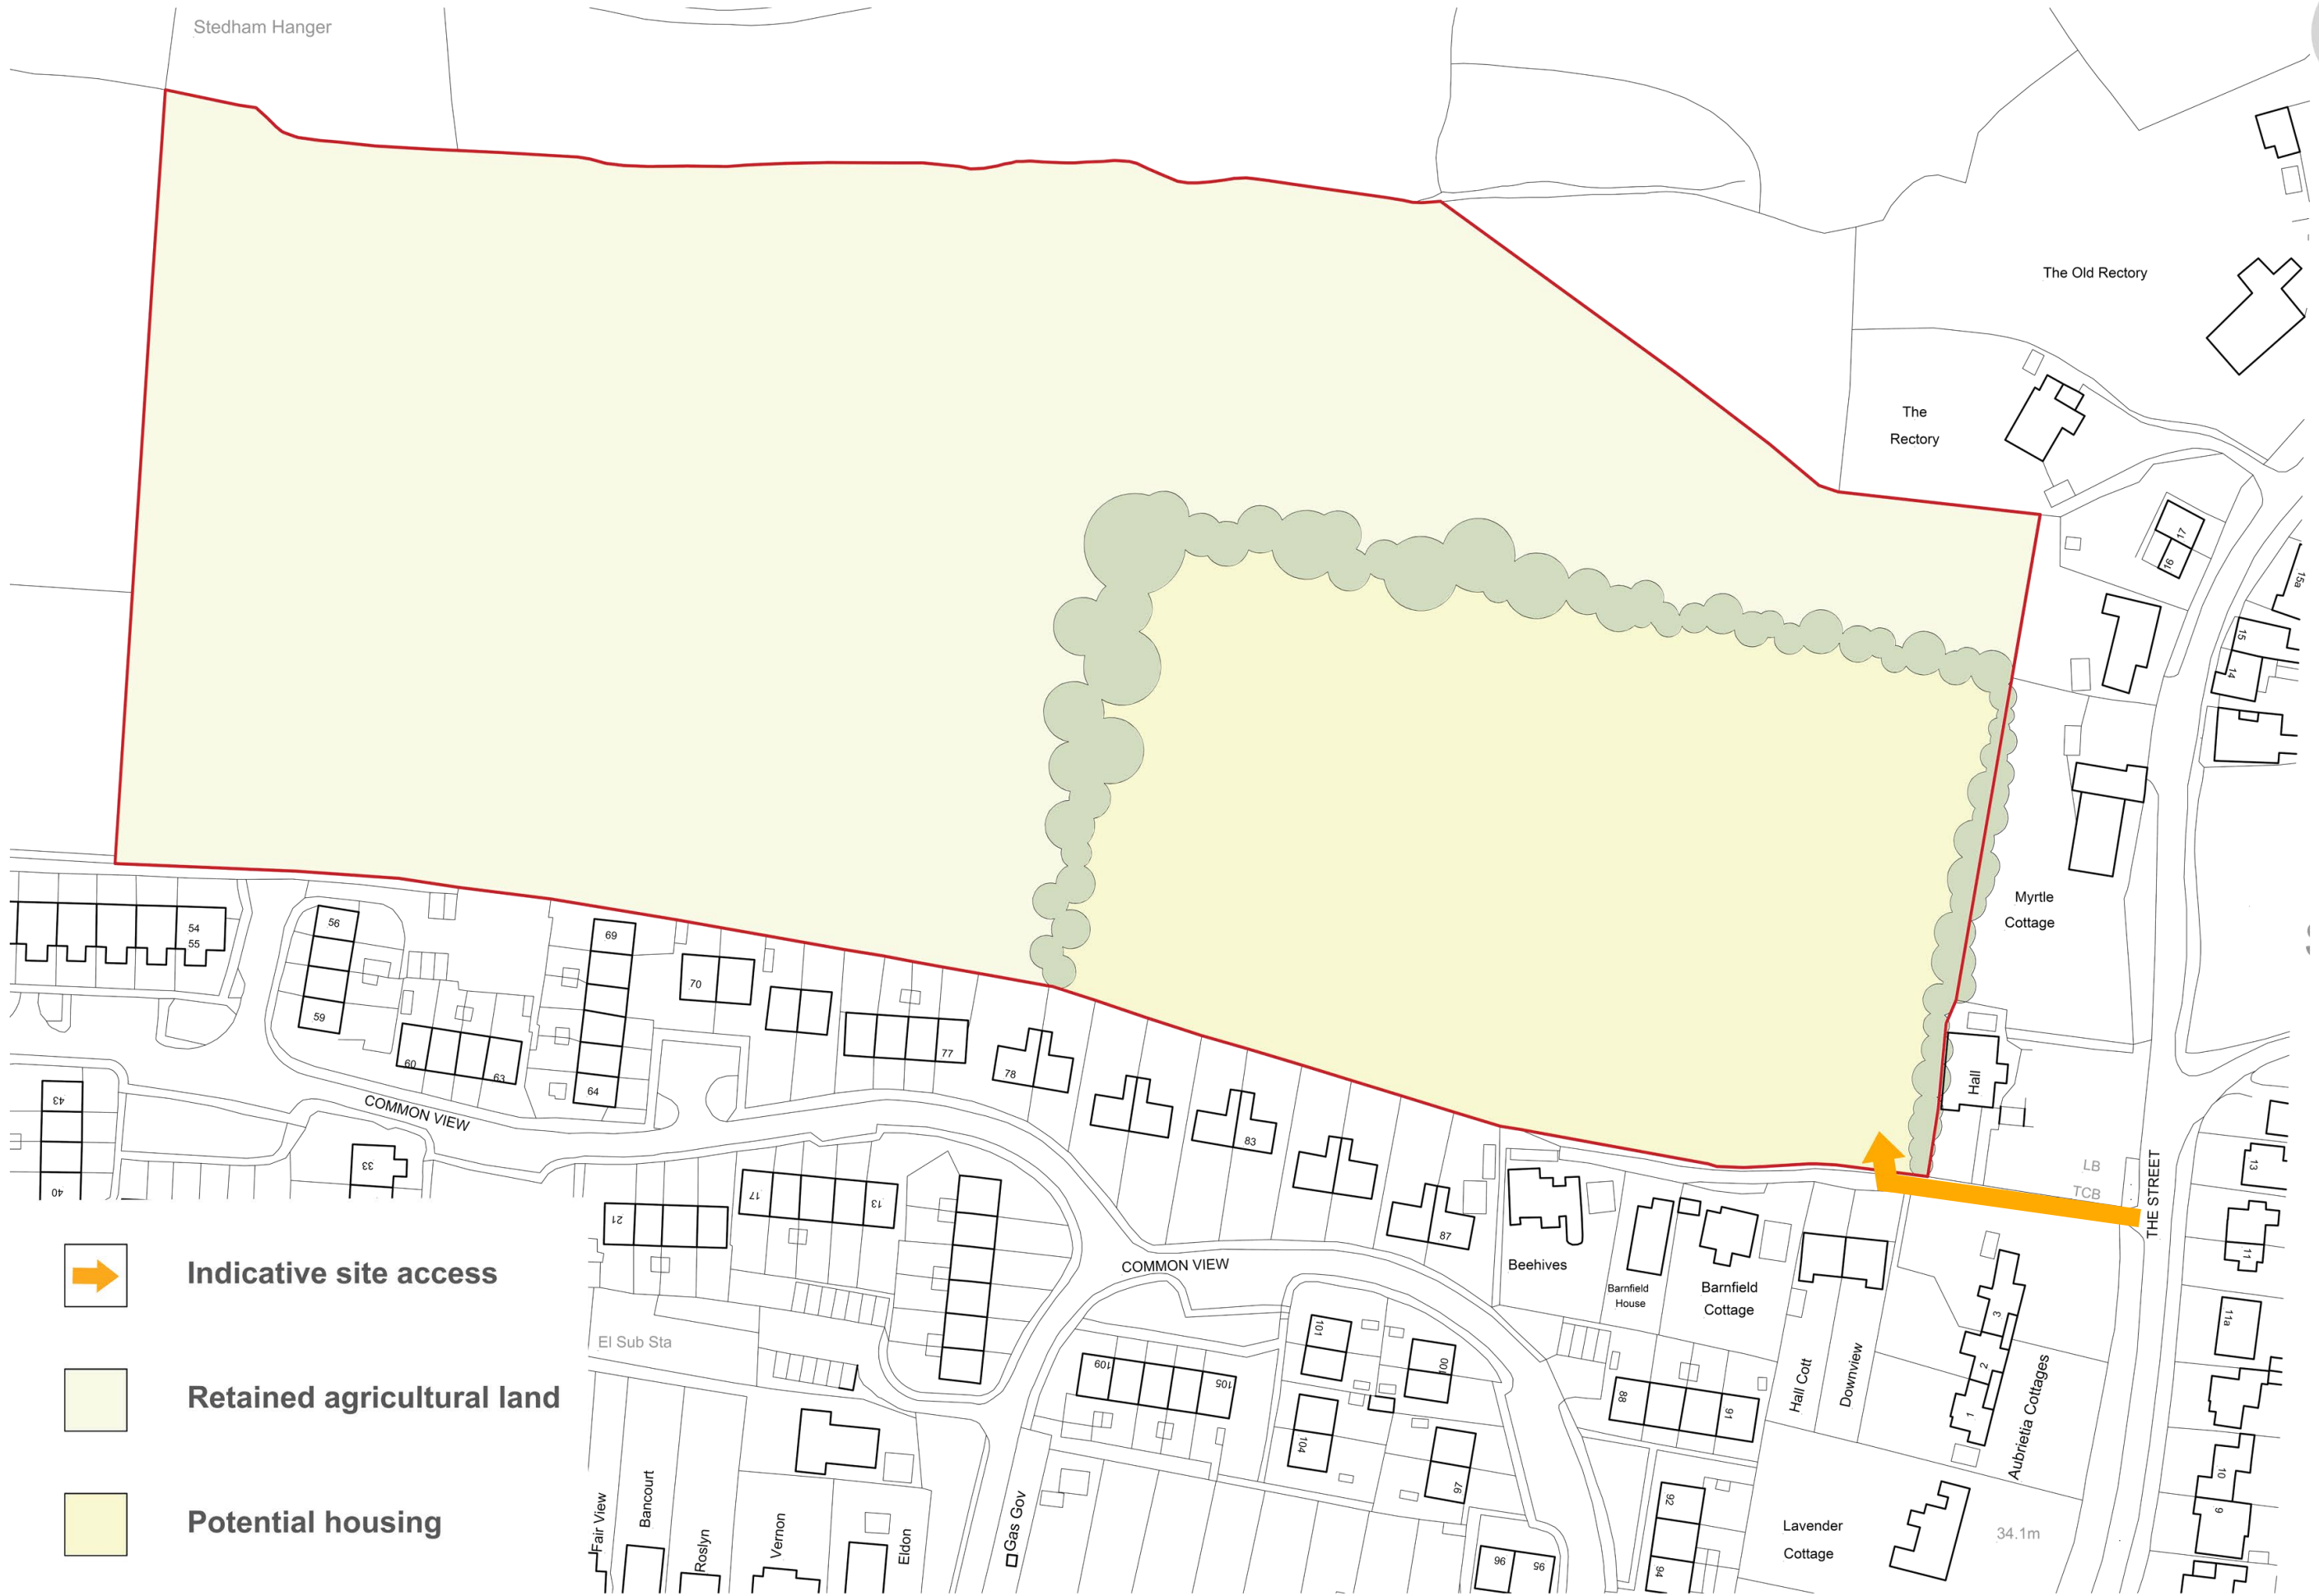 Stedham Hanger
The Old Rectory
The
Rectory
17
16
15a
15
14
Myrtle
Cottage
Hall
LB
TCB
THE STREET
54
55
56
59
60
63
69
64
70
77
78
83
87
COMMON VIEW
43
40
33
21
17
13
13
11
11a
10
9
COMMON VIEW
Beehives
Barnfield
House
Barnfield
Cottage
Hall Cott
Downview
3
2
1
Aubrietia Cottages
El Sub Sta
109
105
101
104
100
97
88
91
92
94
96
95
Fair View
Bancourt
Roslyn
Vernon
Eldon
Gas Gov
Lavender
Cottage
34.1m
Indicative site access
Retained agricultural land
Potential housing